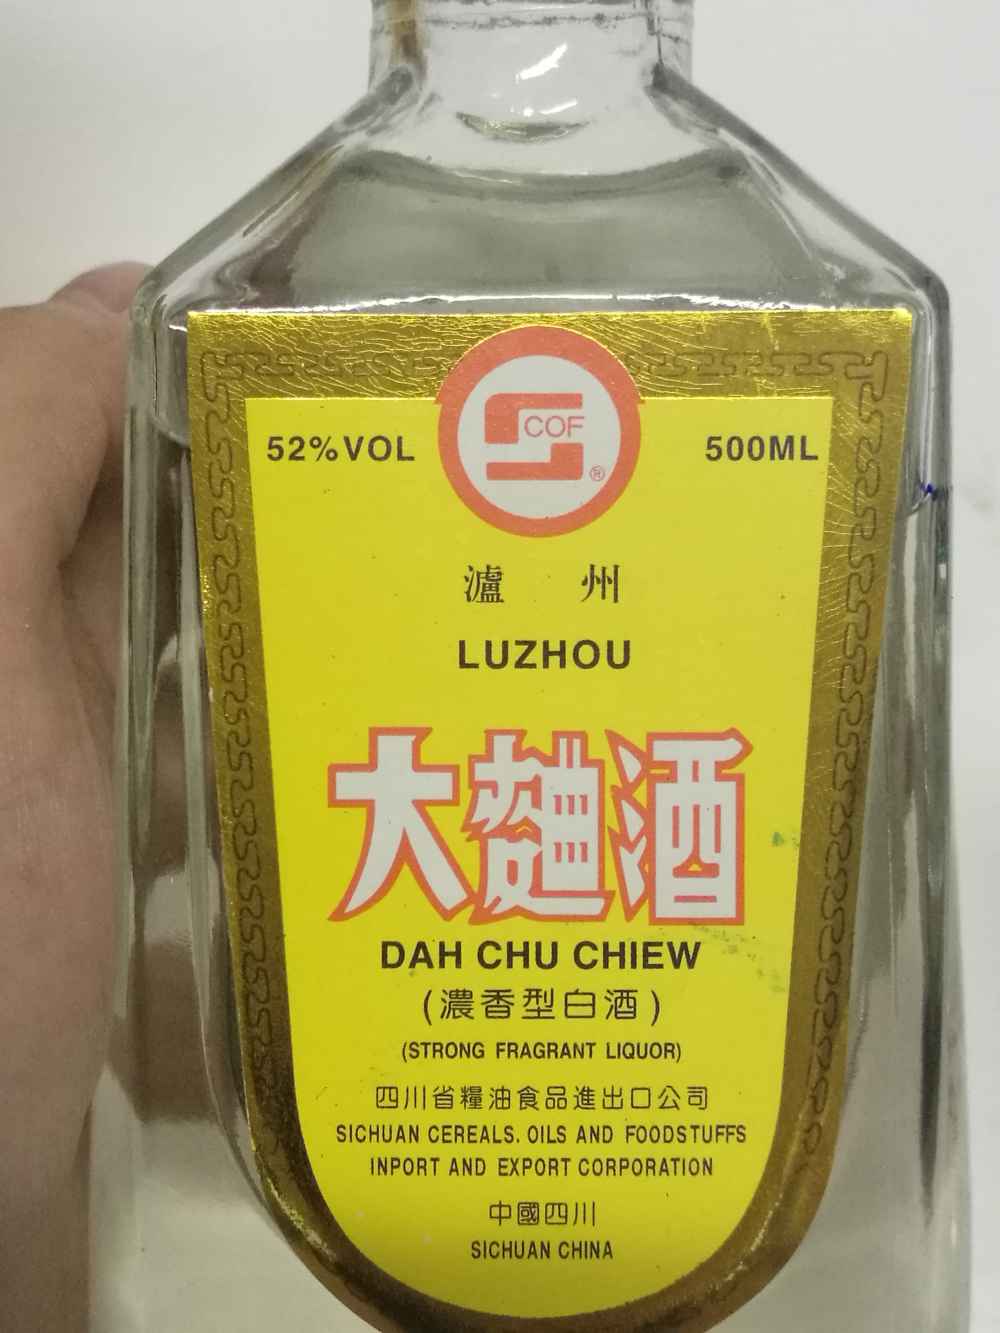 COF
®
52%VOL 500ML
瀘州
LUZHOU
大麯酒
DAH CHU CHIEW
(濃香型白酒)
(STRONG FRAGRANT LIQUOR)
四川省糧油食品進出口公司
SICHUAN CEREALS. OILS AND FOODSTUFFS
INPORT AND EXPORT CORPORATION
中國四川
SICHUAN CHINA